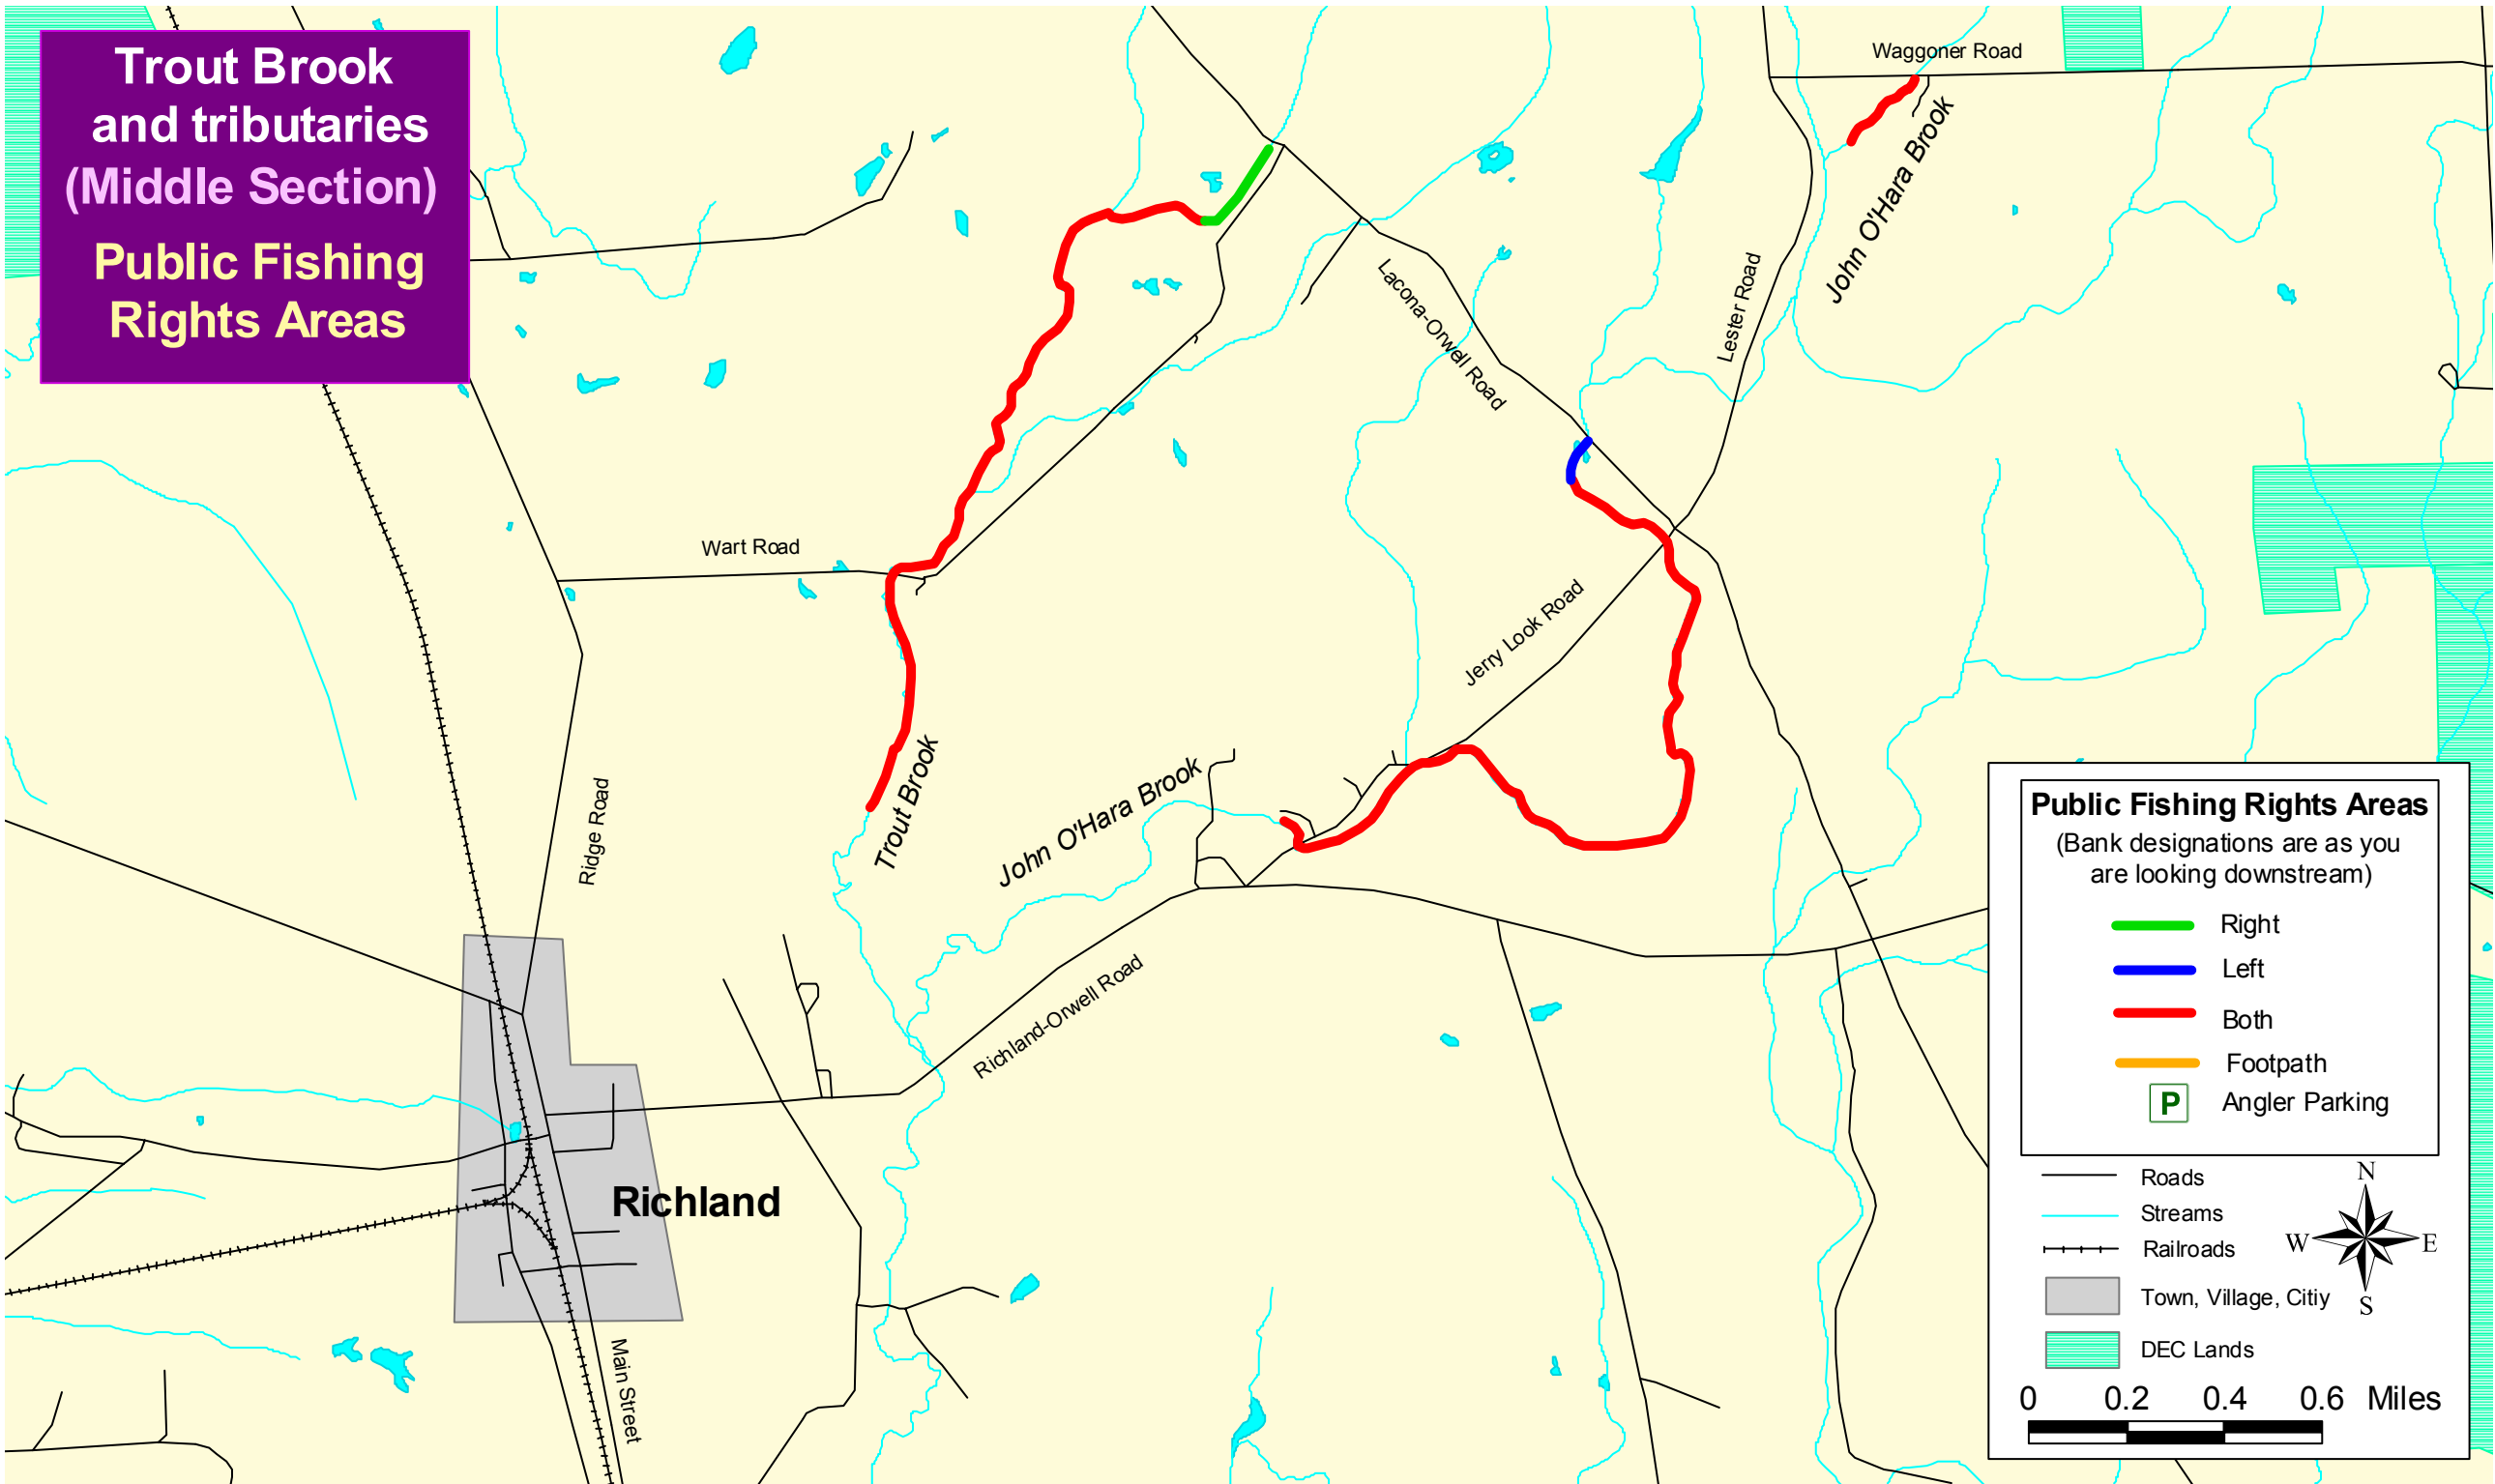 Trout Brook
and tributaries
(Middle Section)
Public Fishing
Rights Areas
Waggoner Road
John O'Hara Brook
Lester Road
Lacona-Orwell Road
Wart Road
Jerry Look Road
Trout Brook
John O'Hara Brook
Ridge Road
Richland-Orwell Road
Richland
Main Street
Public Fishing Rights Areas
(Bank designations are as you
are looking downstream)
Right
Left
Both
Footpath
P Angler Parking
Roads
Streams
Railroads
Town, Village, Citiy
DEC Lands
N
W E
S
0 0.2 0.4 0.6 Miles